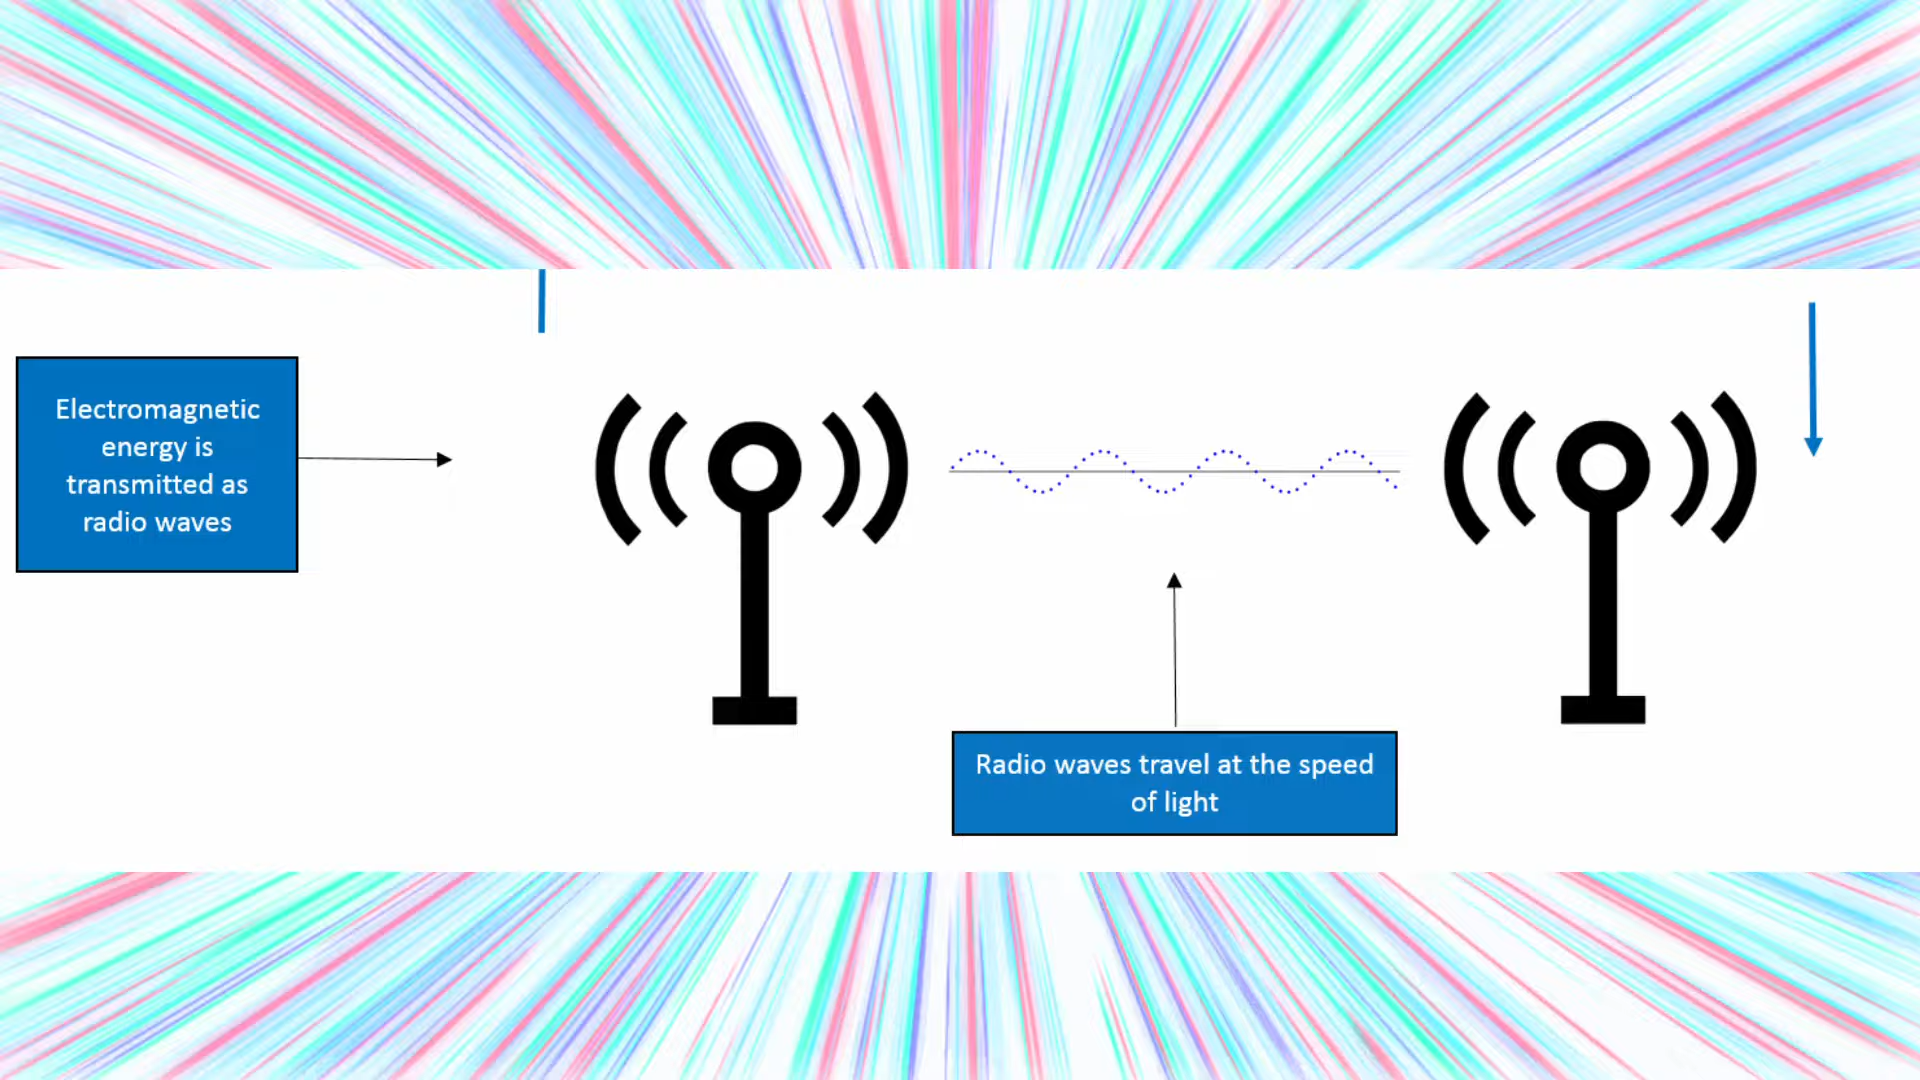 Electromagnetic
energy is
transmitted as
radio waves
Radio waves travel at the speed
of light